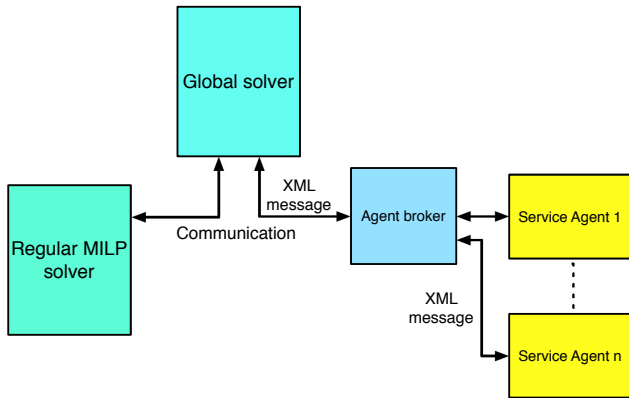 Global solver
Regular MILP
solver
Communication
XML
message
Agent broker
Service Agent 1
XML
message
Service Agent n